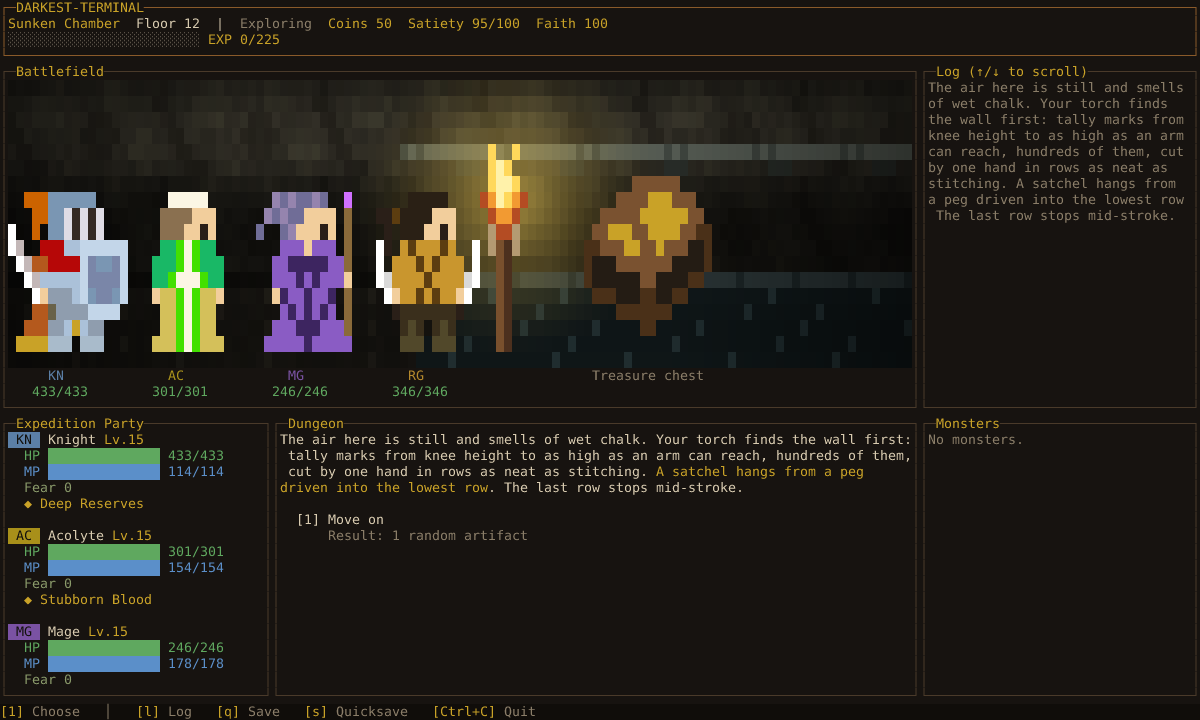 DARKEST-TERMINAL
Sunken Chamber  Floor 12  |  Exploring  Coins 50  Satiety 95/100  Faith 100
EXP 0/225
Battlefield
KN AC MG RG Treasure chest
433/433 301/301 246/246 346/346
Log (↑/↓ to scroll)
The air here is still and smells
of wet chalk. Your torch finds
the wall first: tally marks from
knee height to as high as an arm
can reach, hundreds of them, cut
by one hand in rows as neat as
stitching. A satchel hangs from
a peg driven into the lowest row
. The last row stops mid-stroke.
Expedition Party
KN Knight Lv.15
HP 433/433
MP 114/114
Fear 0
◆ Deep Reserves
AC Acolyte Lv.15
HP 301/301
MP 154/154
Fear 0
◆ Stubborn Blood
MG Mage Lv.15
HP 246/246
MP 178/178
Fear 0
Dungeon
The air here is still and smells of wet chalk. Your torch finds the wall first:
tally marks from knee height to as high as an arm can reach, hundreds of them,
cut by one hand in rows as neat as stitching. A satchel hangs from a peg
driven into the lowest row. The last row stops mid-stroke.
[1] Move on
Result: 1 random artifact
Monsters
No monsters.
[1] Choose │ [l] Log [q] Save [s] Quicksave [Ctrl+C] Quit